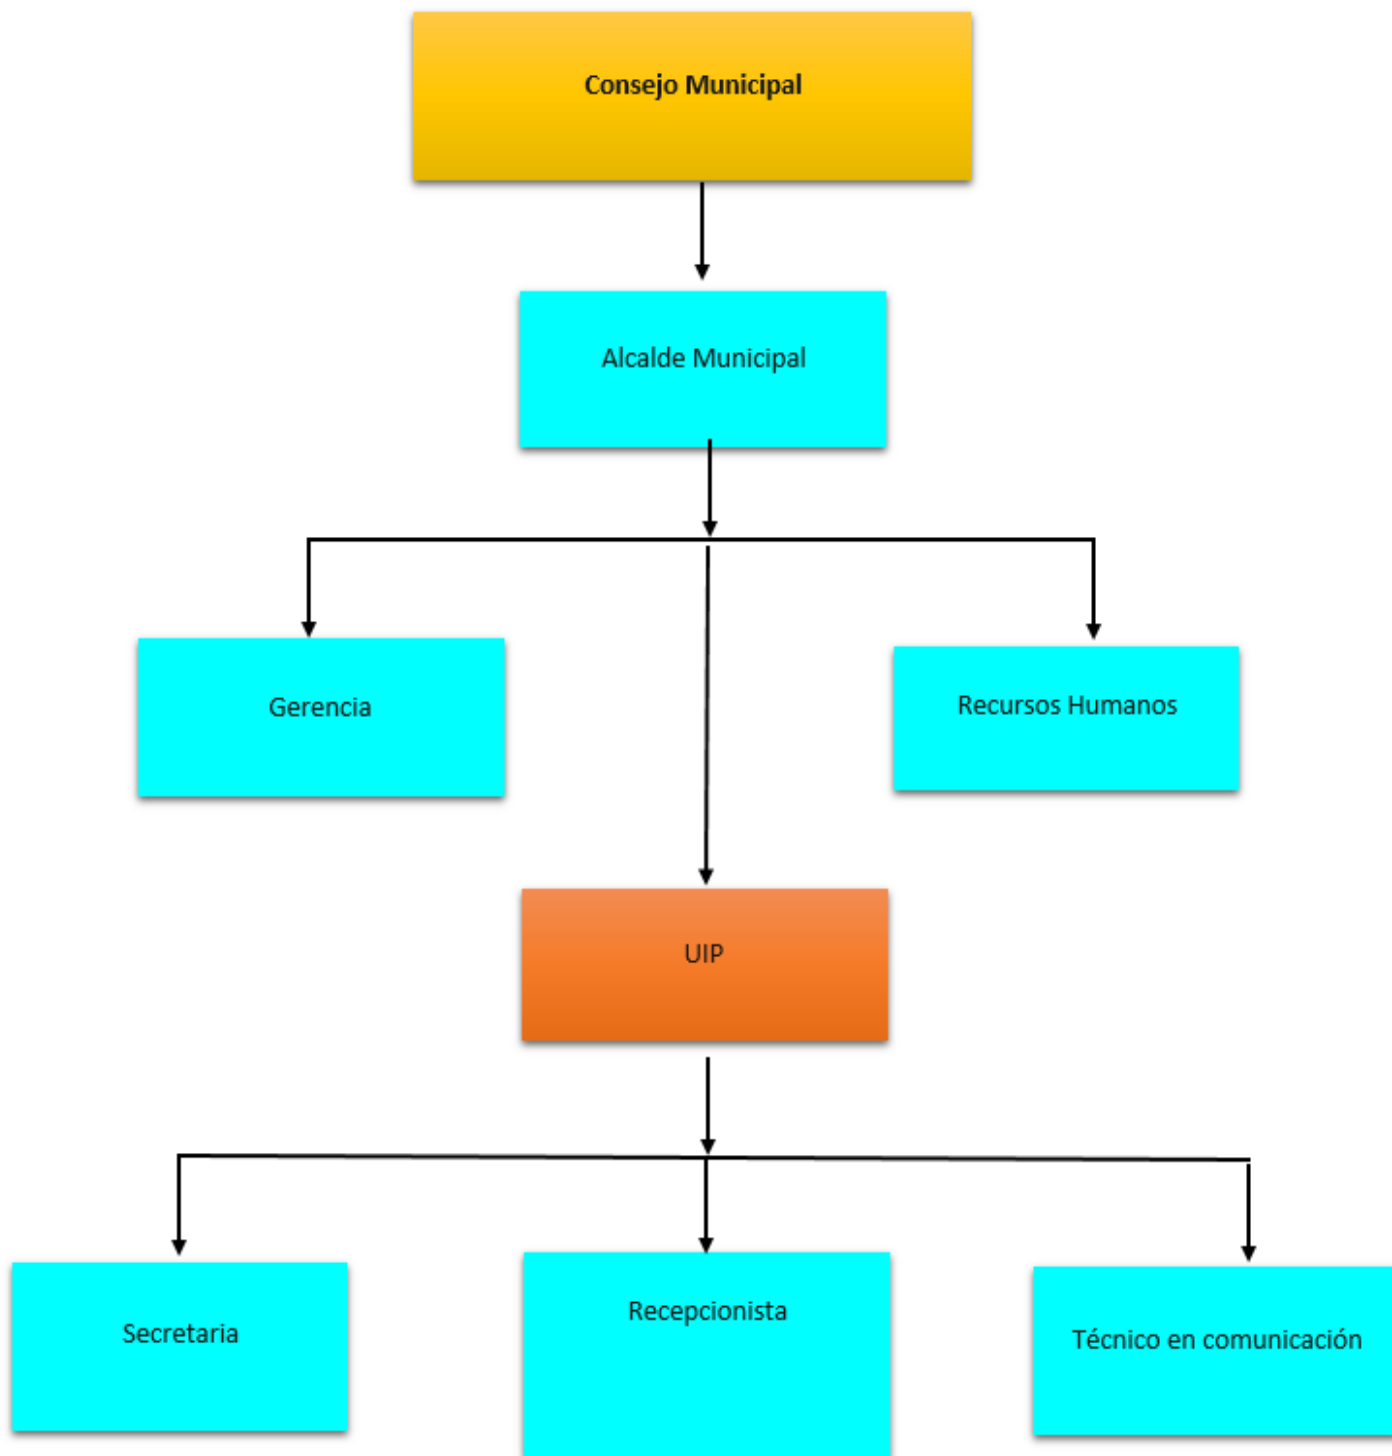 Consejo Municipal
Alcalde Municipal
Gerencia
Recursos Humanos
UIP
Secretaria
Recepcionista
Técnico en comunicación